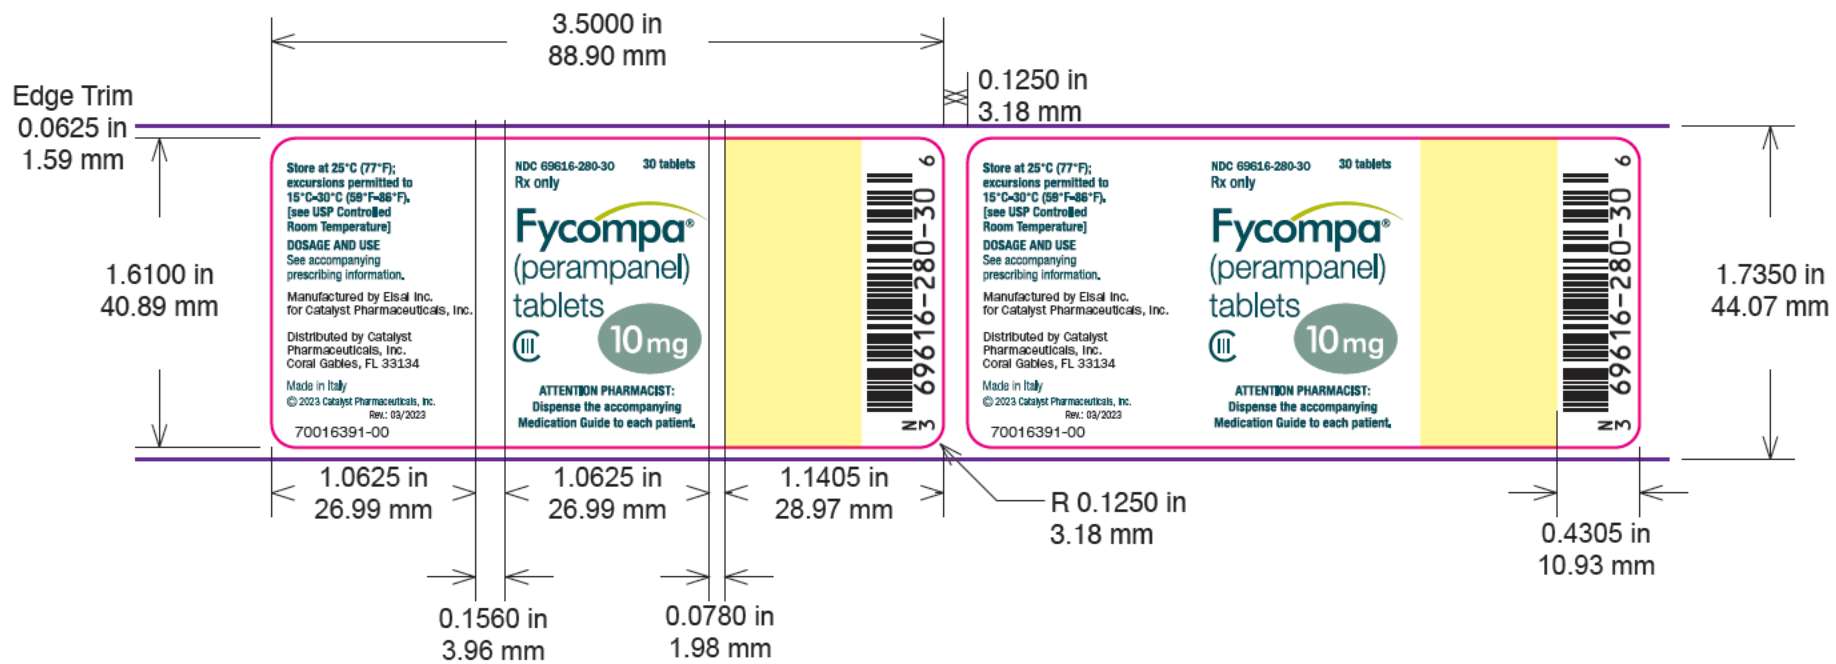 3.5000 in
88.90 mm
0.1250 in
3.18 mm
Edge Trim
0.0625 in
1.59 mm
1.6100 in
40.89 mm
Store at 25°C (77°F);
excursions permitted to
15°C-30°C (59°F-86°F).
[see USP Controlled
Room Temperature]
DOSAGE AND USE
See accompanying
prescribing information.
Manufactured by Eisai Inc.
for Catalyst Pharmaceuticals, Inc.
Distributed by Catalyst
Pharmaceuticals, Inc.
Coral Gables, FL 33134
Made in Italy
© 2023 Catalyst Pharmaceuticals, Inc.
Rev.: 03/2023
70016391-00
NDC 69616-280-30 30 tablets
Rx only
Fycompa®
(perampanel)
tablets
CIII
10 mg
ATTENTION PHARMACIST:
Dispense the accompanying
Medication Guide to each patient.
N 3 69616-280-30 6
Store at 25°C (77°F);
excursions permitted to
15°C-30°C (59°F-86°F).
[see USP Controlled
Room Temperature]
DOSAGE AND USE
See accompanying
prescribing information.
Manufactured by Eisai Inc.
for Catalyst Pharmaceuticals, Inc.
Distributed by Catalyst
Pharmaceuticals, Inc.
Coral Gables, FL 33134
Made in Italy
© 2023 Catalyst Pharmaceuticals, Inc.
Rev.: 03/2023
70016391-00
NDC 69616-280-30 30 tablets
Rx only
Fycompa®
(perampanel)
tablets
CIII
10 mg
ATTENTION PHARMACIST:
Dispense the accompanying
Medication Guide to each patient.
N 3 69616-280-30 6
1.7350 in
44.07 mm
1.0625 in
26.99 mm
1.0625 in
26.99 mm
1.1405 in
28.97 mm
R 0.1250 in
3.18 mm
0.4305 in
10.93 mm
0.1560 in
3.96 mm
0.0780 in
1.98 mm